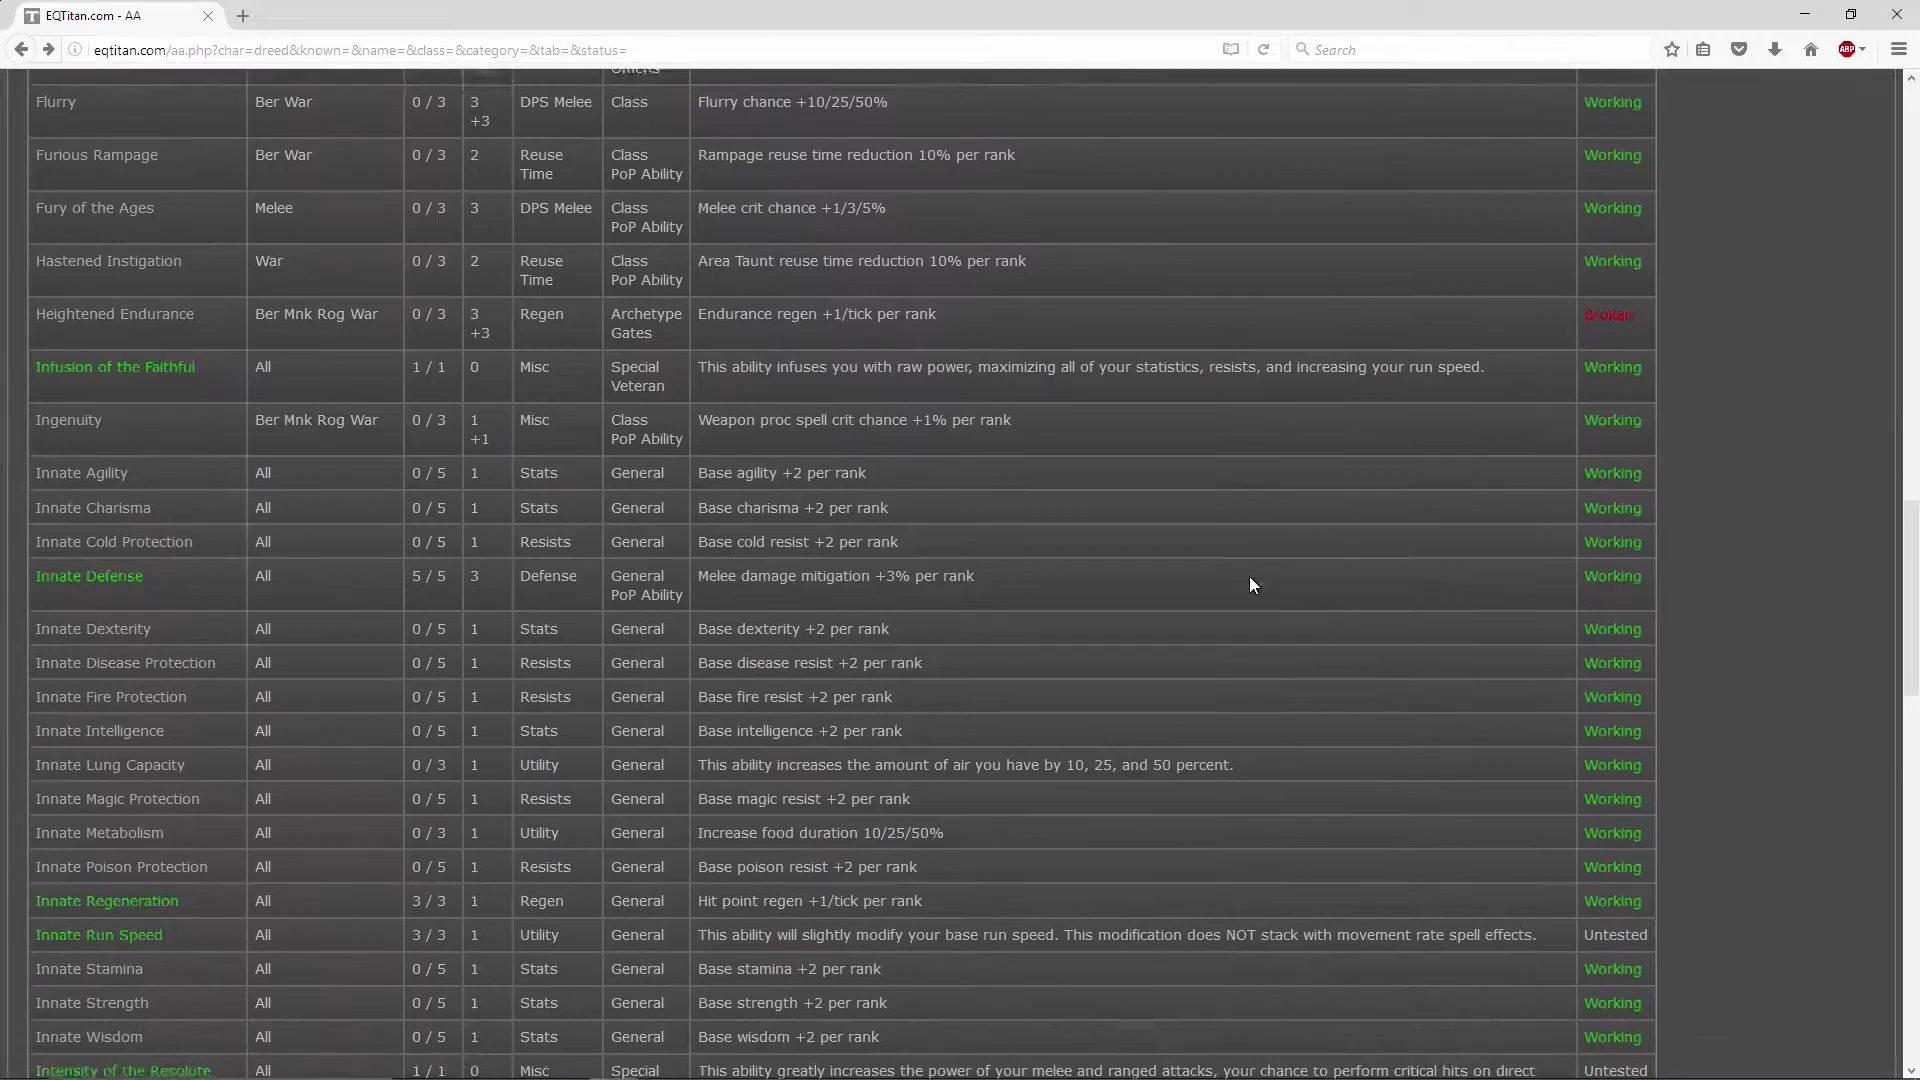 EQTitan.com - AA
eqtitan.com/aa.php?char=dreed&known=&name=&class=&category=&tab=&status=
Search
ABP
Omens
Flurry Ber War 0 / 3 3 DPS Melee Class Flurry chance +10/25/50% Working
+3
Furious Rampage Ber War 0 / 3 2 Reuse Class Rampage reuse time reduction 10% per rank Working
Time PoP Ability
Fury of the Ages Melee 0 / 3 3 DPS Melee Class Melee crit chance +1/3/5% Working
PoP Ability
Hastened Instigation War 0 / 3 2 Reuse Class Area Taunt reuse time reduction 10% per rank Working
Time PoP Ability
Heightened Endurance Ber Mnk Rog War 0 / 3 3 Regen Archetype Endurance regen +1/tick per rank Broken
+3 Gates
Infusion of the Faithful All 1 / 1 0 Misc Special This ability infuses you with raw power, maximizing all of your statistics, resists, and increasing your run speed. Working
Veteran
Ingenuity Ber Mnk Rog War 0 / 3 1 Misc Class Weapon proc spell crit chance +1% per rank Working
+1 PoP Ability
Innate Agility All 0 / 5 1 Stats General Base agility +2 per rank Working
Innate Charisma All 0 / 5 1 Stats General Base charisma +2 per rank Working
Innate Cold Protection All 0 / 5 1 Resists General Base cold resist +2 per rank Working
Innate Defense All 5 / 5 3 Defense General Melee damage mitigation +3% per rank Working
PoP Ability
Innate Dexterity All 0 / 5 1 Stats General Base dexterity +2 per rank Working
Innate Disease Protection All 0 / 5 1 Resists General Base disease resist +2 per rank Working
Innate Fire Protection All 0 / 5 1 Resists General Base fire resist +2 per rank Working
Innate Intelligence All 0 / 5 1 Stats General Base intelligence +2 per rank Working
Innate Lung Capacity All 0 / 3 1 Utility General This ability increases the amount of air you have by 10, 25, and 50 percent. Working
Innate Magic Protection All 0 / 5 1 Resists General Base magic resist +2 per rank Working
Innate Metabolism All 0 / 3 1 Utility General Increase food duration 10/25/50% Working
Innate Poison Protection All 0 / 5 1 Resists General Base poison resist +2 per rank Working
Innate Regeneration All 3 / 3 1 Regen General Hit point regen +1/tick per rank Working
Innate Run Speed All 3 / 3 1 Utility General This ability will slightly modify your base run speed. This modification does NOT stack with movement rate spell effects. Untested
Innate Stamina All 0 / 5 1 Stats General Base stamina +2 per rank Working
Innate Strength All 0 / 5 1 Stats General Base strength +2 per rank Working
Innate Wisdom All 0 / 5 1 Stats General Base wisdom +2 per rank Working
Intensity of the Resolute All 1 / 1 0 Misc Special This ability greatly increases the power of your melee and ranged attacks, your chance to perform critical hits on direct Untested